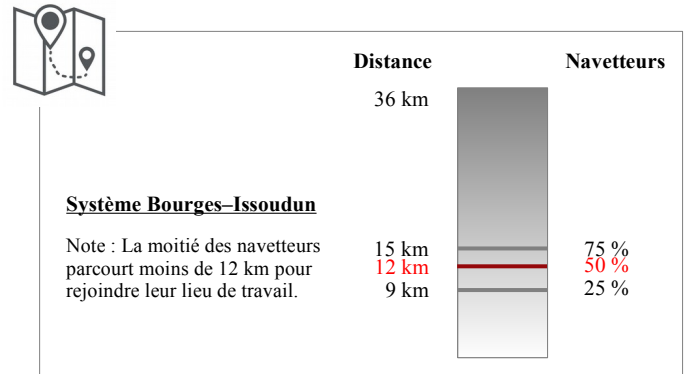 Distance Navetteurs
36 km
Système Bourges–Issoudun
Note : La moitié des navetteurs
parcourt moins de 12 km pour
rejoindre leur lieu de travail.
15 km 75 %
12 km 50 %
9 km 25 %